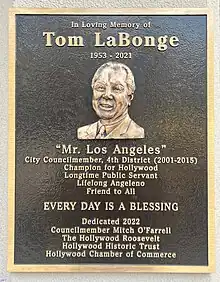 In Loving Memory of
Tom LaBonge
1953 - 2021
"Mr. Los Angeles"
City Councilmember, 4th District (2001-2015)
Champion for Hollywood
Longtime Public Servant
Lifelong Angeleno
Friend to All
EVERY DAY IS A BLESSING
Dedicated 2022
Councilmember Mitch O'Farrell
The Hollywood Roosevelt
Hollywood Historic Trust
Hollywood Chamber of Commerce